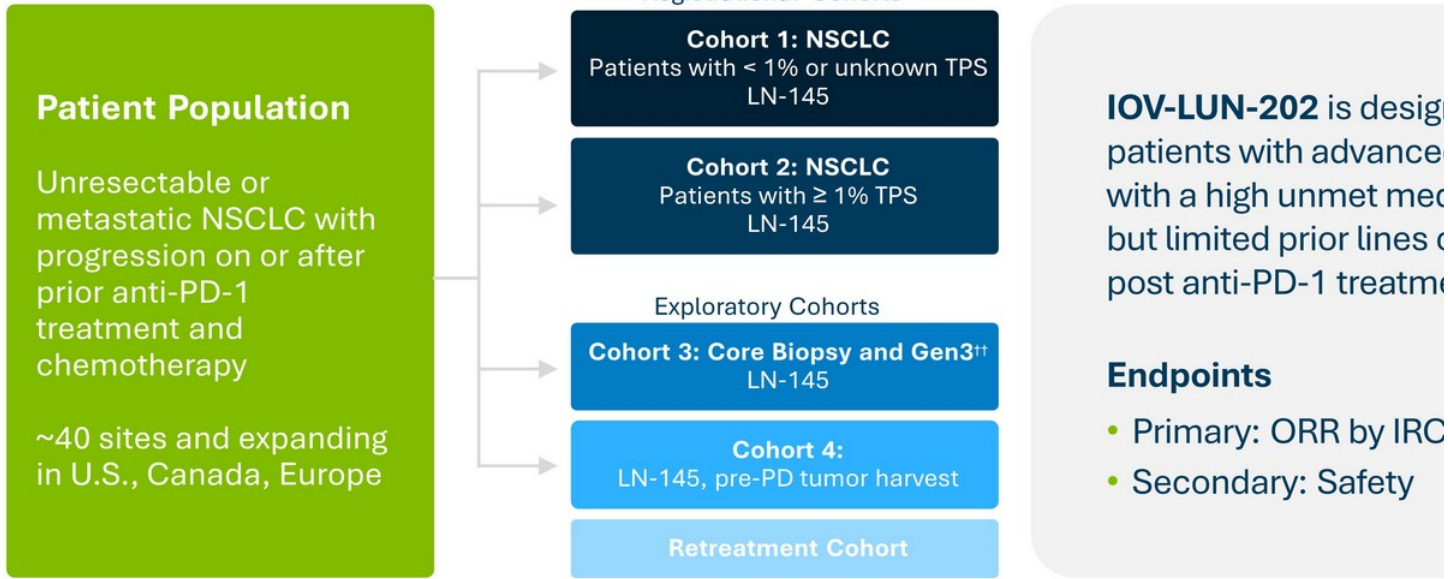 Patient Population
Unresectable or
metastatic NSCLC with
progression on or after
prior anti-PD-1
treatment and
chemotherapy
~40 sites and expanding
in U.S., Canada, Europe
Cohort 1: NSCLC
Patients with < 1% or unknown TPS
LN-145
Cohort 2: NSCLC
Patients with ≥ 1% TPS
LN-145
Exploratory Cohorts
Cohort 3: Core Biopsy and Gen3††
LN-145
Cohort 4:
LN-145, pre-PD tumor harvest
Retreatment Cohort
IOV-LUN-202 is
patients with
with a high unmet
but limited prior lines
post anti-PD-1
Endpoints
• Primary: ORR by IRC
• Secondary: Safety